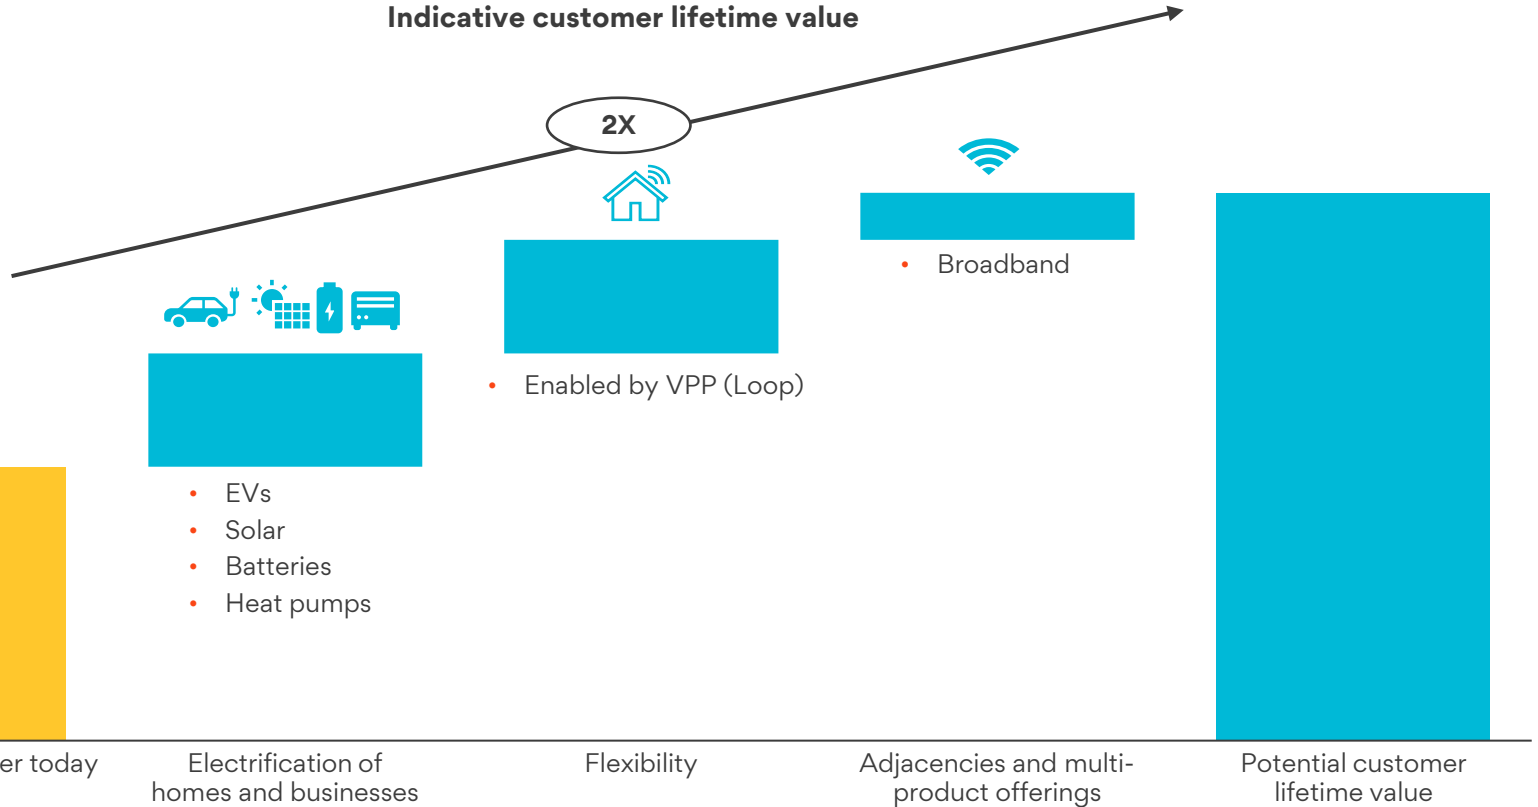 Indicative customer lifetime value
2X
• Broadband
• Enabled by VPP (Loop)
• EVs
• Solar
• Batteries
• Heat pumps
er today
Electrification of
homes and businesses
Flexibility
Adjacencies and multi-
product offerings
Potential customer
lifetime value